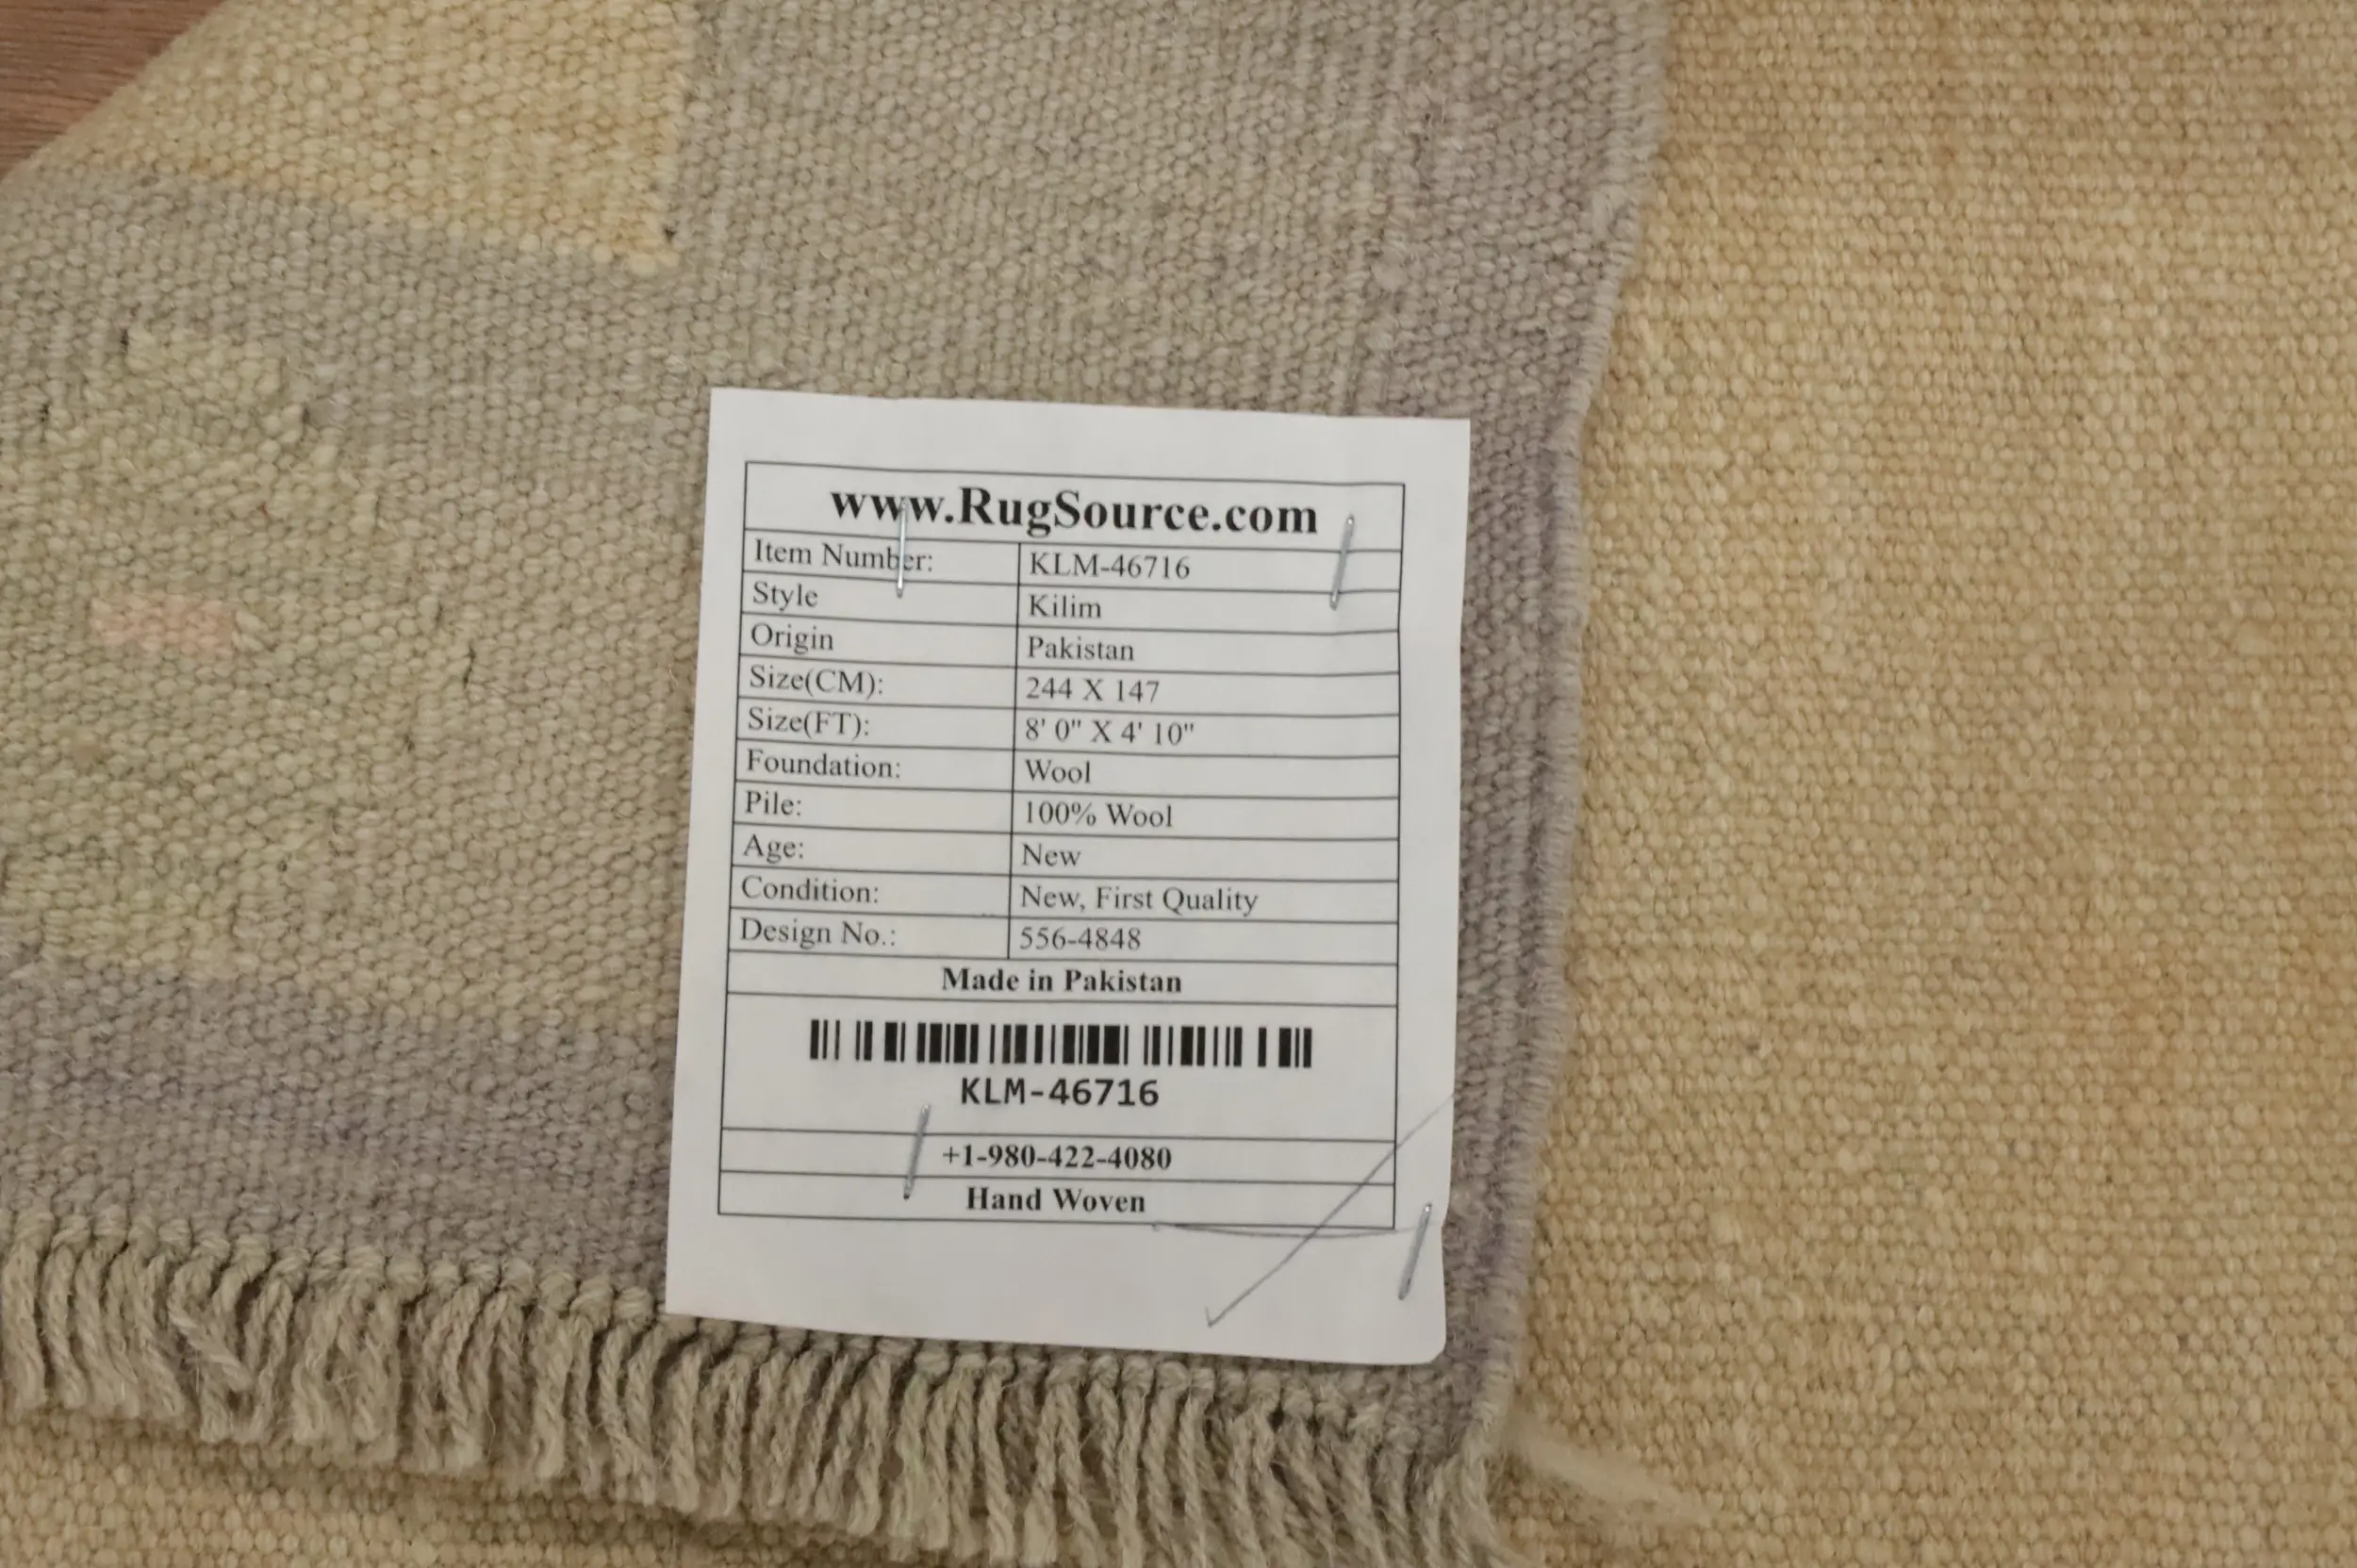 www.RugSource.com
Item Number: KLM-46716
Style Kilim
Origin Pakistan
Size(CM): 244 X 147
Size(FT): 8' 0" X 4' 10"
Foundation: Wool
Pile: 100% Wool
Age: New
Condition: New, First Quality
Design No.: 556-4848
Made in Pakistan
KLM-46716
+1-980-422-4080
Hand Woven